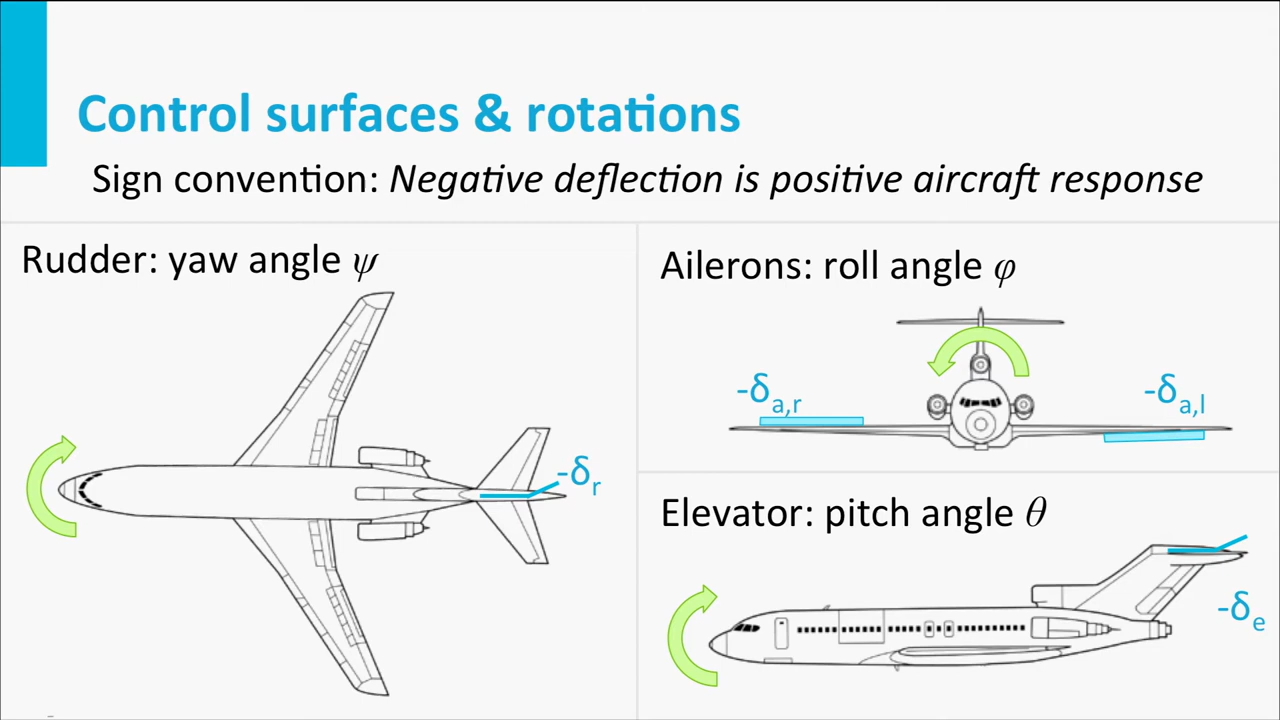 Control surfaces & rotations
Sign convention: Negative deflection is positive aircraft response
Rudder: yaw angle ψ
-δr
Ailerons: roll angle φ
-δa,r
-δa,l
Elevator: pitch angle θ
-δe